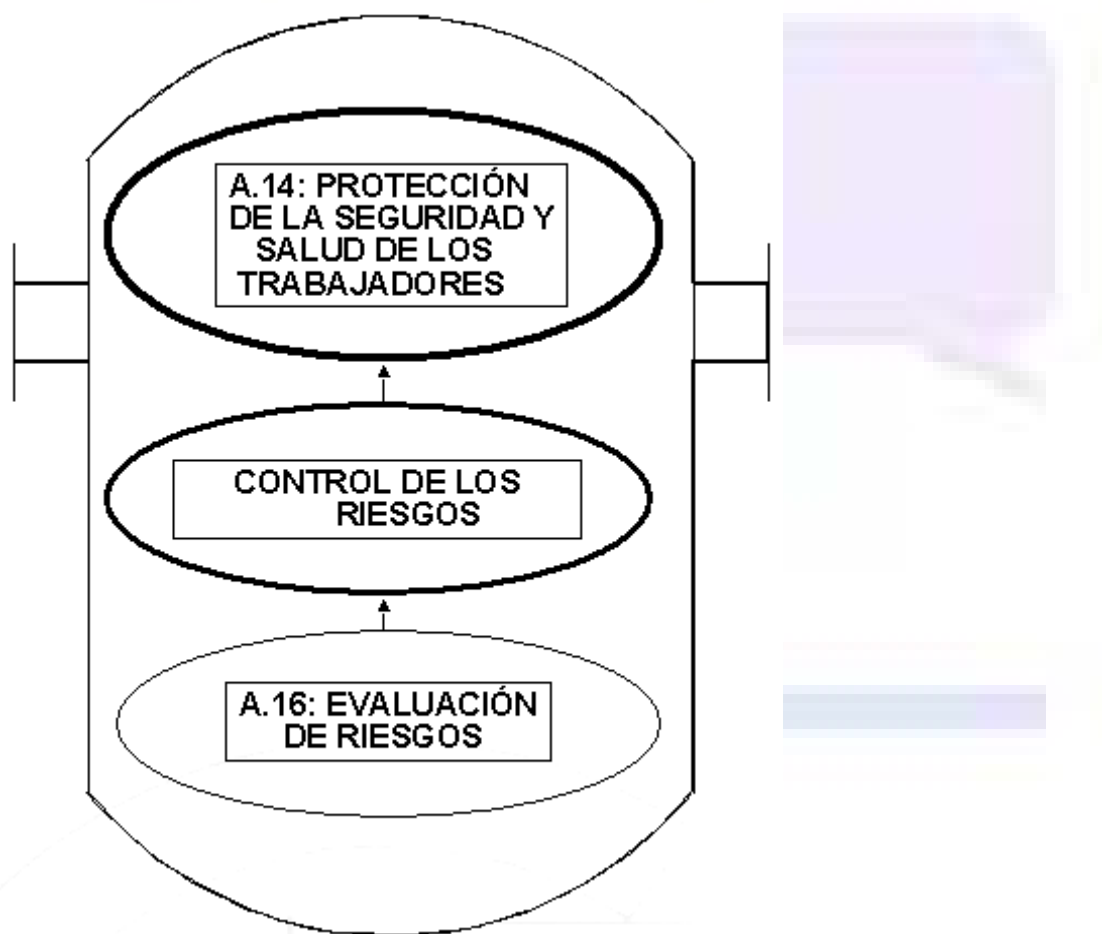 A.14: PROTECCIÓN
DE LA SEGURIDAD Y
SALUD DE LOS
TRABAJADORES
CONTROL DE LOS
RIESGOS
A.16: EVALUACIÓN
DE RIESGOS